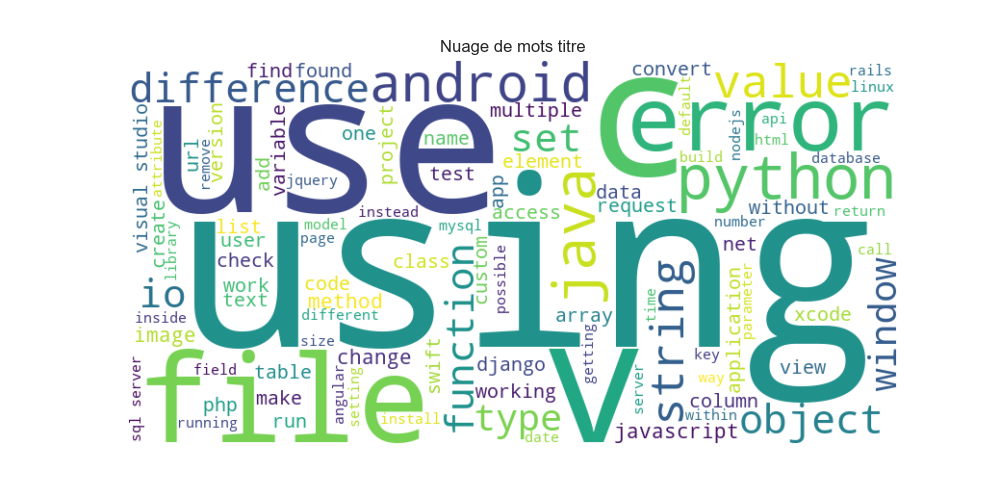 Nuage de mots titre
difference
find
found
android
convert
value
rails
linux
visual studio
attribute
url
remove
version
add
variable
use
one
jquery
project
name
multiple
test
set
element
c
error
default
api
html
nodejs
build
database
python
app
access
data
request
without
return
number
create
library
list
user
check
work
text
model
page
instead
mysql
class
code
method
different
using
custom
possible
java
array
string
net
call
io
inside
image
size
change
swift
function
django
working
getting
time
key
way
application
parameter
xcode
view
window
sql server
field
table
php
make
running
run
angular
setting
install
file
type
date
v
server
column
within
javascript
object